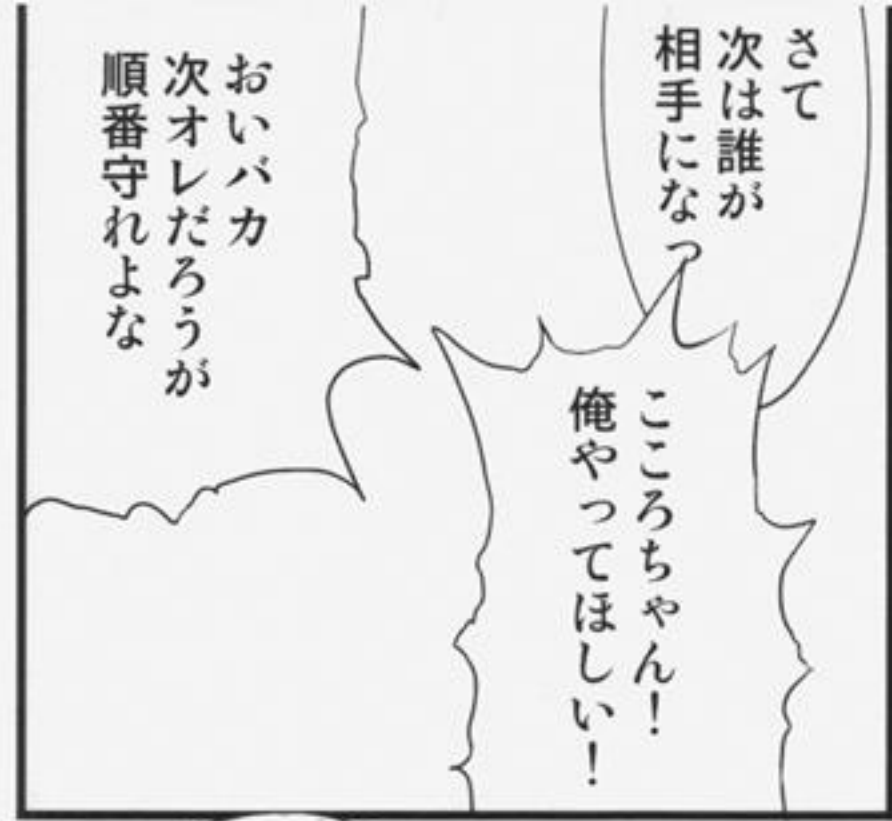 さて
次は誰が
相手になっ
こころちゃん！
俺やってほしい！
おいバカ
次オレだろうが
順番守れよな